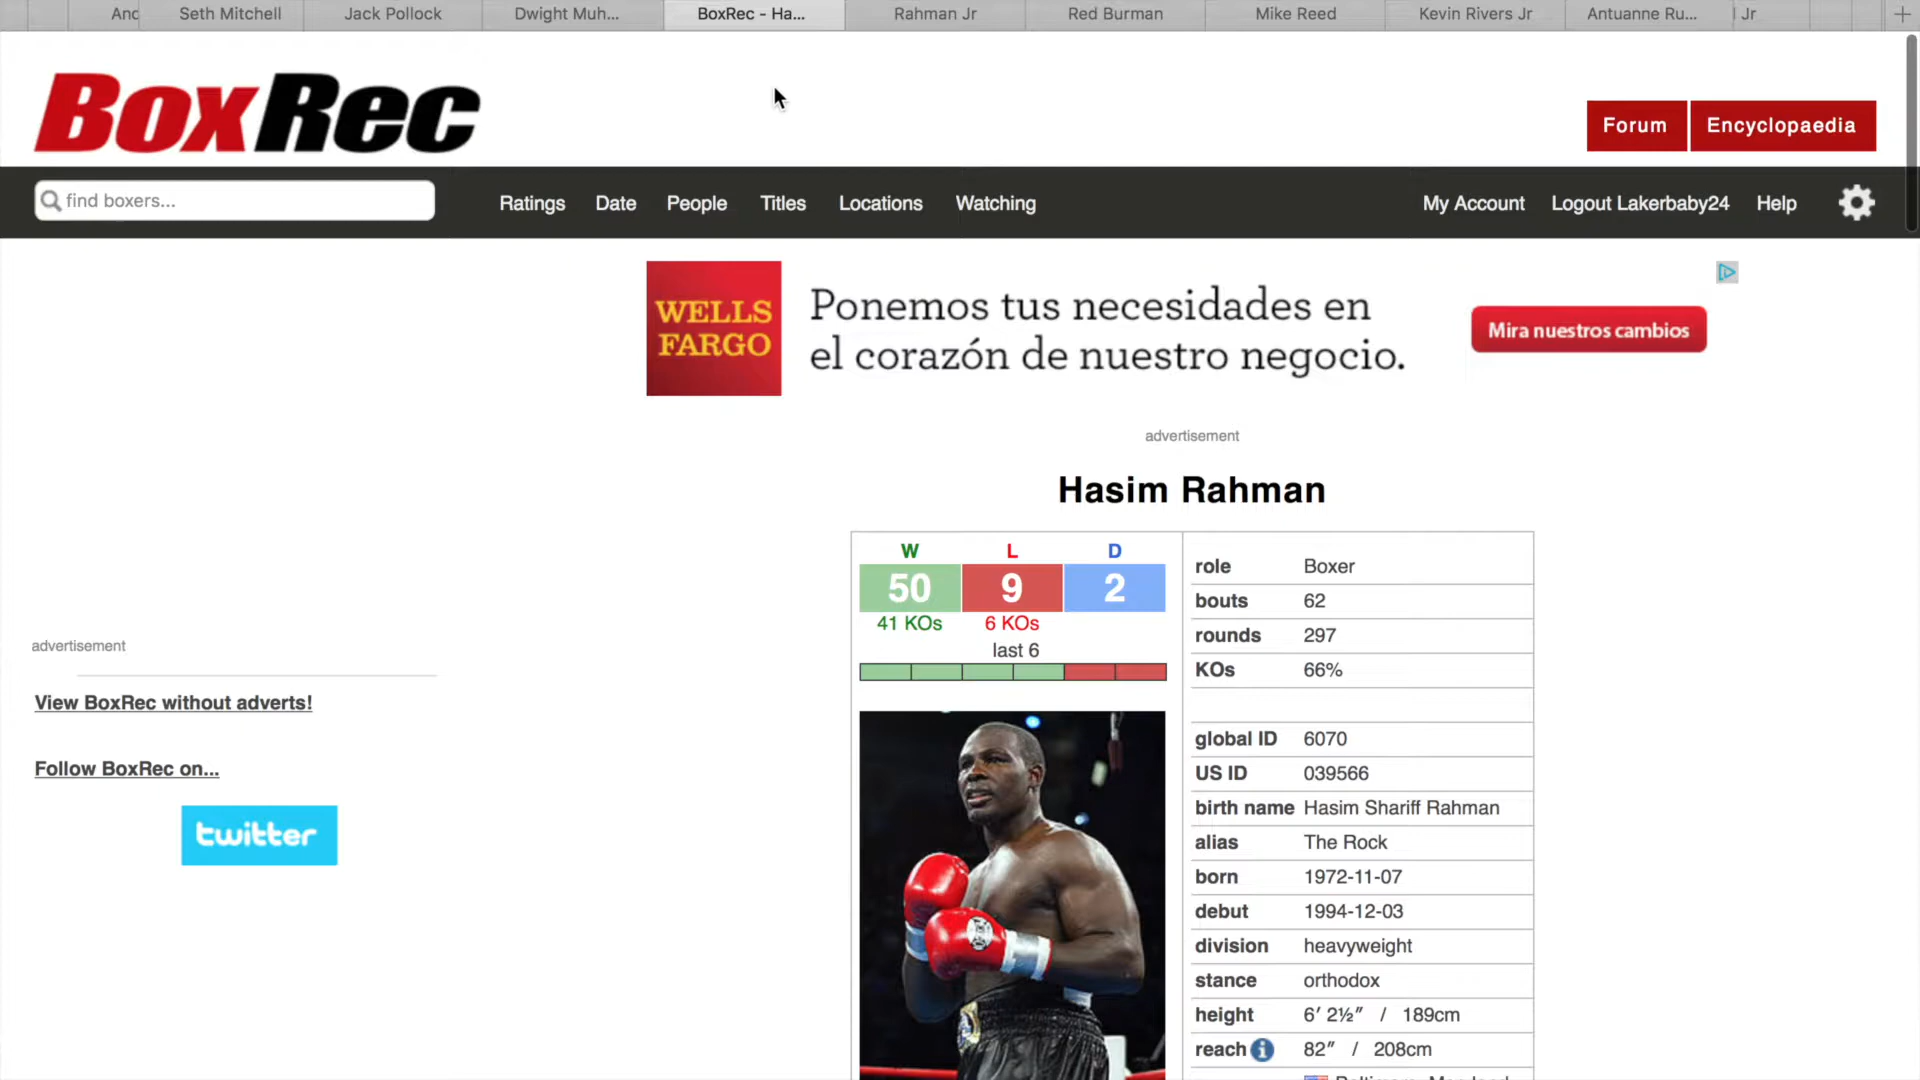 And
Seth Mitchell
Jack Pollock
Dwight Muh...
BoxRec - Ha...
Rahman Jr
Red Burman
Mike Reed
Kevin Rivers Jr
Antuanne Ru...
Jr
BoxRec
Forum
Encyclopaedia
find boxers...
Ratings
Date
People
Titles
Locations
Watching
My Account
Logout Lakerbaby24
Help
WELLS
FARGO
Ponemos tus necesidades en
el corazón de nuestro negocio.
Mira nuestros cambios
advertisement
Hasim Rahman
W L D
50 9 2
41 KOs 6 KOs
last 6
role Boxer
bouts 62
rounds 297
KOs 66%
global ID 6070
US ID 039566
birth name Hasim Shariff Rahman
alias The Rock
born 1972-11-07
debut 1994-12-03
division heavyweight
stance orthodox
height 6′ 2½″ / 189cm
reach 82″ / 208cm
advertisement
View BoxRec without adverts!
Follow BoxRec on...
twitter